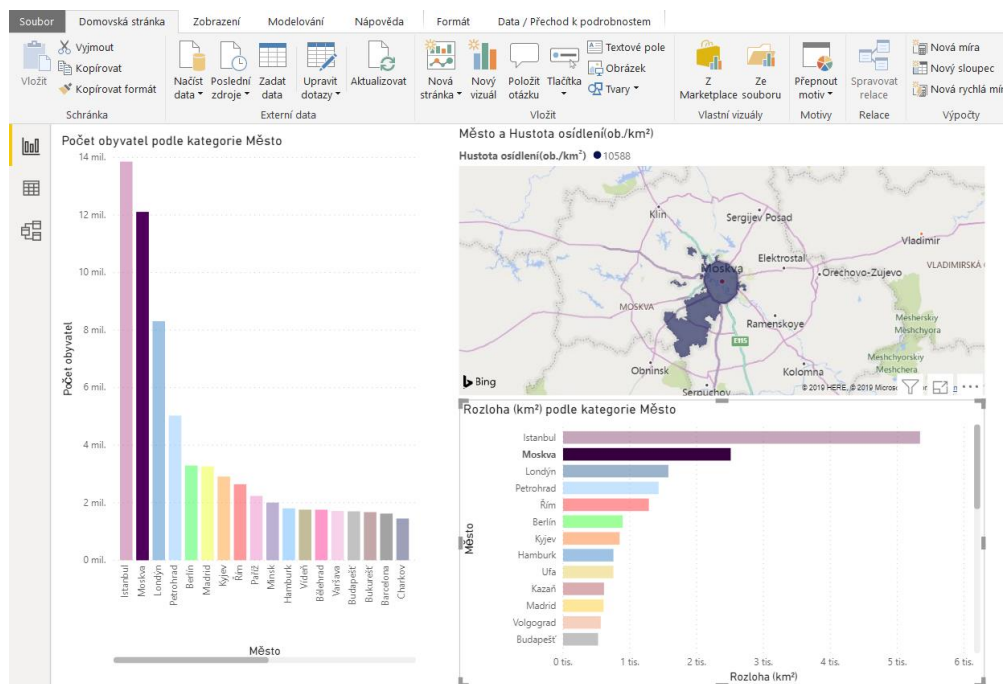 Soubor Domovská stránka Zobrazení Modelování Nápověda Formát Data / Přechod k podrobnostem
Vložit
Vyjmout
Kopírovat
Kopírovat formát
Schránka
Načíst data
Poslední zdroje
Zadat data
Upravit dotazy
Aktualizovat
Externí data
Nová stránka
Nový vizuál
Položit otázku
Tlačítka
Textové pole
Obrázek
Tvary
Vložit
Z Marketplace
Ze souboru
Vlastní vizuály
Přepnout motiv
Motivy
Spravovat relace
Relace
Nová míra
Nový sloupec
Nová rychlá mír
Výpočty
Počet obyvatel podle kategorie Město
Počet obyvatel
14 mil.
12 mil.
10 mil.
8 mil.
6 mil.
4 mil.
2 mil.
0 mil.
Istanbul
Moskva
Londýn
Petrohrad
Berlín
Madrid
Kyjev
Řím
Paříž
Minsk
Hamburk
Vídeň
Bělehrad
Varšava
Budapešť
Bukurešť
Barcelona
Charkov
Město
Město a Hustota osídlení(ob./km²)
Hustota osídlení(ob./km²) 10588
Klin
Sergijev Posad
Vladimir
Elektrostal
Moskva
Orechovo-Zujevo
VLADIMIRSKÁ
MOSKVA
Ramenskoye
Meshchyora
E115
Meshchyorskiy
Meshchera
Obninsk
Kolomna
Serpuchov
Bing
© 2019 HERE, © 2019 Micros
Rozloha (km²) podle kategorie Město
Město
Istanbul
Moskva
Londýn
Petrohrad
Řím
Berlín
Kyjev
Hamburk
Ufa
Kazaň
Madrid
Volgograd
Budapešť
0 tis. 1 tis. 2 tis. 3 tis. 4 tis. 5 tis. 6 tis.
Rozloha (km²)